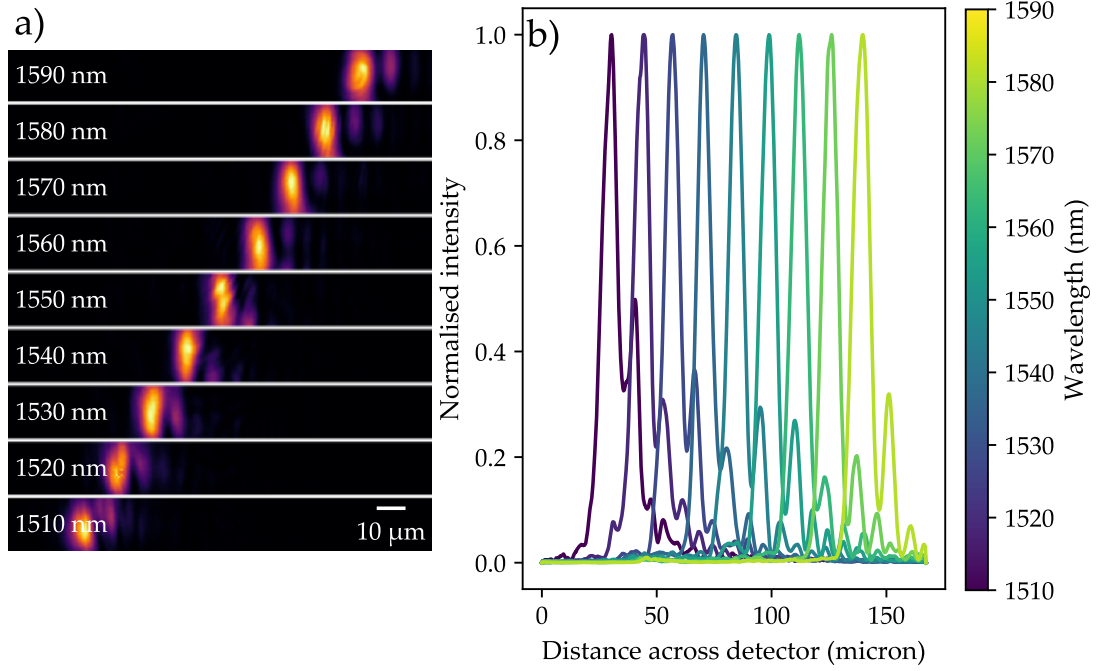 a)
1590 nm
1580 nm
1570 nm
1560 nm
1550 nm
1540 nm
1530 nm
1520 nm
1510 nm
10 µm
b)
Normalised intensity
1.0
0.8
0.6
0.4
0.2
0.0
0
50
100
150
Distance across detector (micron)
1590
1580
1570
1560
1550
1540
1530
1520
1510
Wavelength (nm)